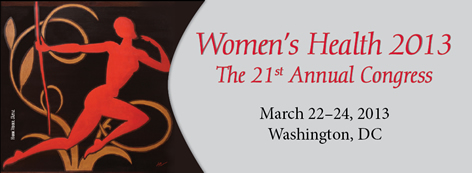 Women's Health 2013
The 21st Annual Congress
March 22–24, 2013
Washington, DC